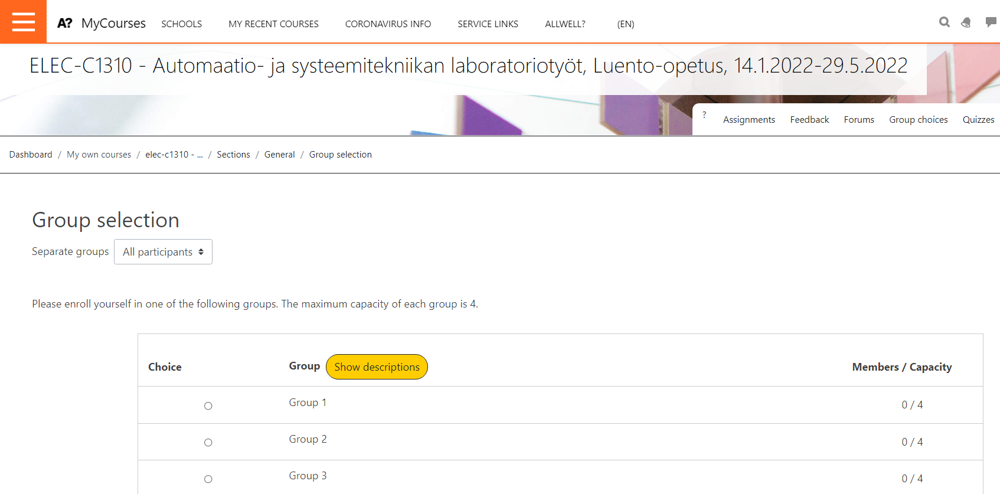 A? MyCourses SCHOOLS MY RECENT COURSES CORONAVIRUS INFO SERVICE LINKS ALLWELL? (EN)
ELEC-C1310 - Automaatio- ja systeemitekniikan laboratoriotyöt, Luento-opetus, 14.1.2022-29.5.2022
? Assignments Feedback Forums Group choices Quizzes
Dashboard / My own courses / elec-c1310 - ... / Sections / General / Group selection
Group selection
Separate groups All participants
Please enroll yourself in one of the following groups. The maximum capacity of each group is 4.
Choice Group Show descriptions Members / Capacity
Group 1 0 / 4
Group 2 0 / 4
Group 3 0 / 4